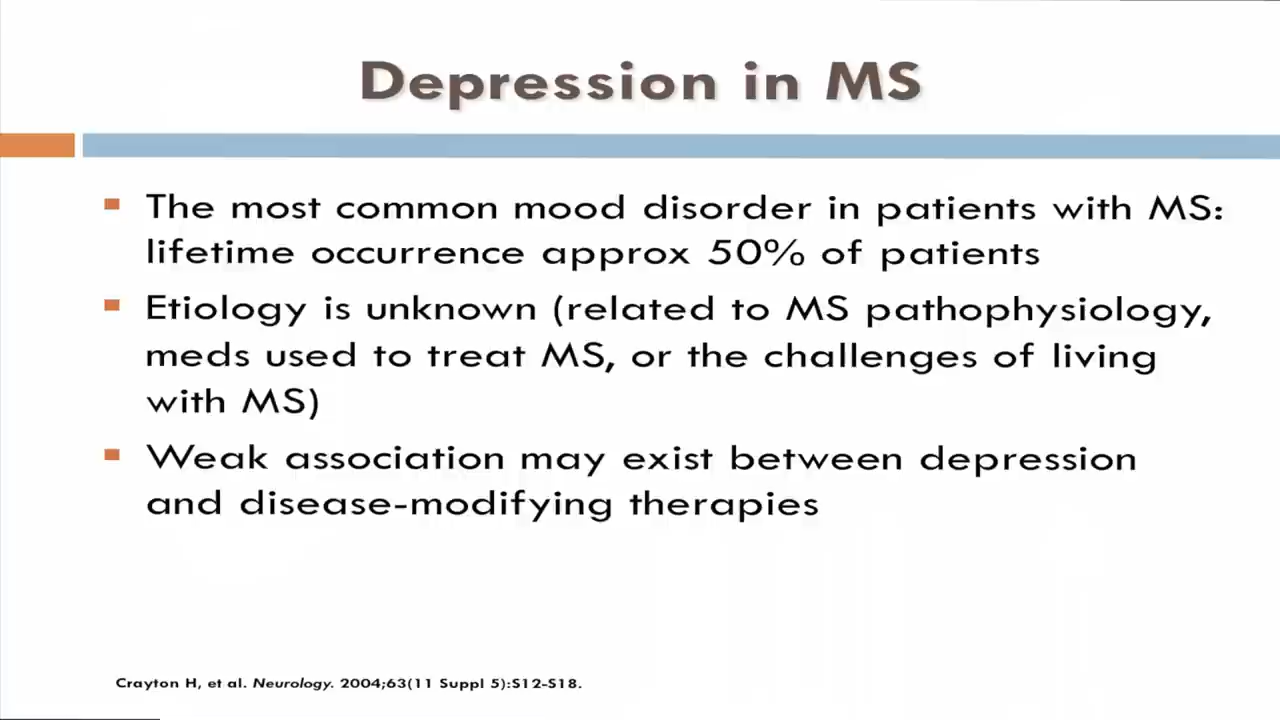 Depression in MS
The most common mood disorder in patients with MS:
lifetime occurrence approx 50% of patients
Etiology is unknown (related to MS pathophysiology,
meds used to treat MS, or the challenges of living
with MS)
Weak association may exist between depression
and disease-modifying therapies
Crayton H, et al. Neurology. 2004;63(11 Suppl 5):S12-S18.